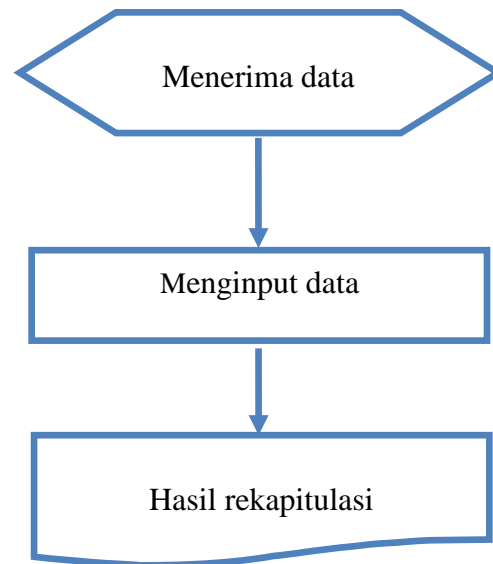 Menerima data
Menginput data
Hasil rekapitulasi